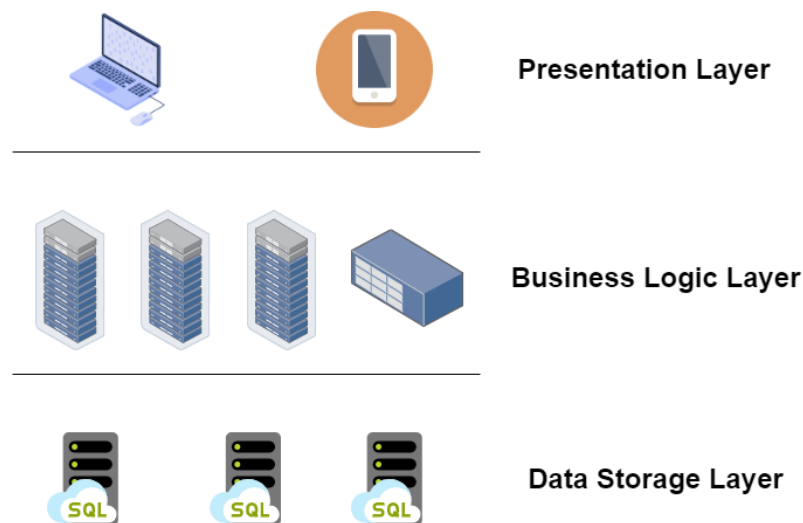 Presentation Layer
Business Logic Layer
Data Storage Layer
SQL
SQL
SQL